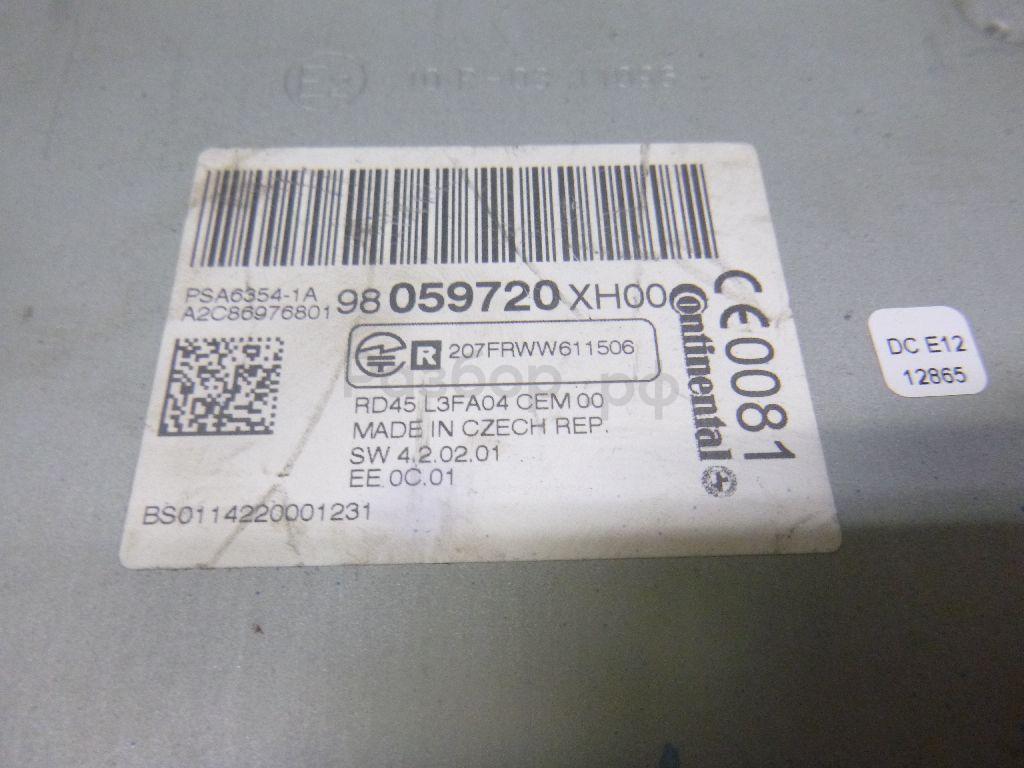 PSA6354-1A
A2C86976801
98 059720 XH00
R 207FRWW611506
RD45 L3FA04 CEM 00
MADE IN CZECH REP.
SW 4.2.02.01
EE 0C.01
BS0114220001231
Continental
CE0081
DC E12
12865
разбор.рф